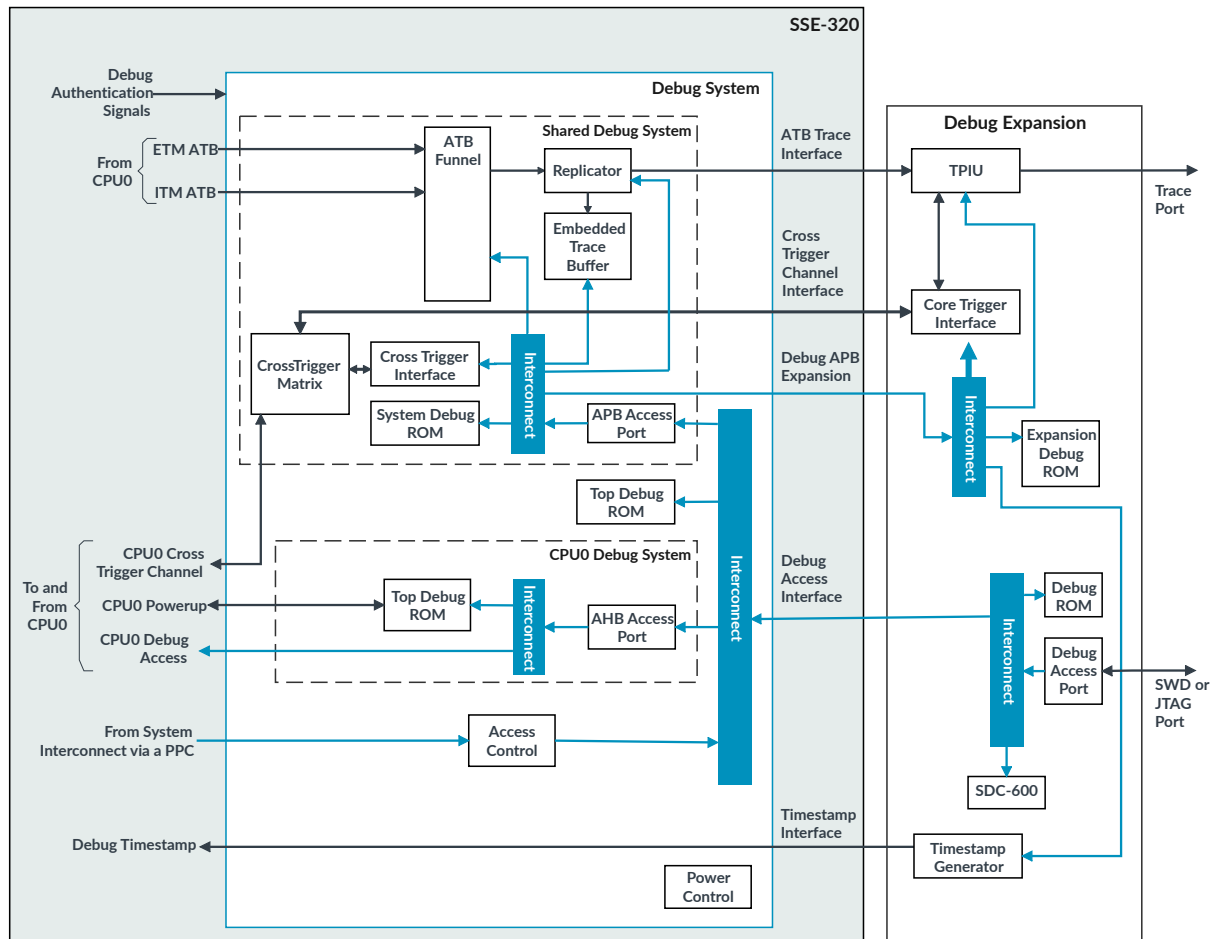 SSE-320
Debug
Authentication
Signals
Debug System
Shared Debug System
ETM ATB
From
CPU0
ITM ATB
ATB
Funnel
Replicator
Embedded
Trace
Buffer
CrossTrigger
Matrix
Cross Trigger
Interface
System Debug
ROM
Interconnect
APB Access
Port
Top Debug
ROM
CPU0 Debug System
CPU0 Cross
Trigger Channel
To and
From
CPU0
CPU0 Powerup
CPU0 Debug
Access
Top Debug
ROM
Interconnect
AHB Access
Port
Interconnect
From System
Interconnect via a PPC
Access
Control
Debug Timestamp
Power
Control
ATB Trace
Interface
Cross
Trigger
Channel
Interface
Debug APB
Expansion
Debug
Access
Interface
Timestamp
Interface
Debug Expansion
TPIU
Trace
Port
Core Trigger
Interface
Interconnect
Expansion
Debug
ROM
Interconnect
Debug
ROM
Debug
Access
Port
SWD or
JTAG
Port
SDC-600
Timestamp
Generator